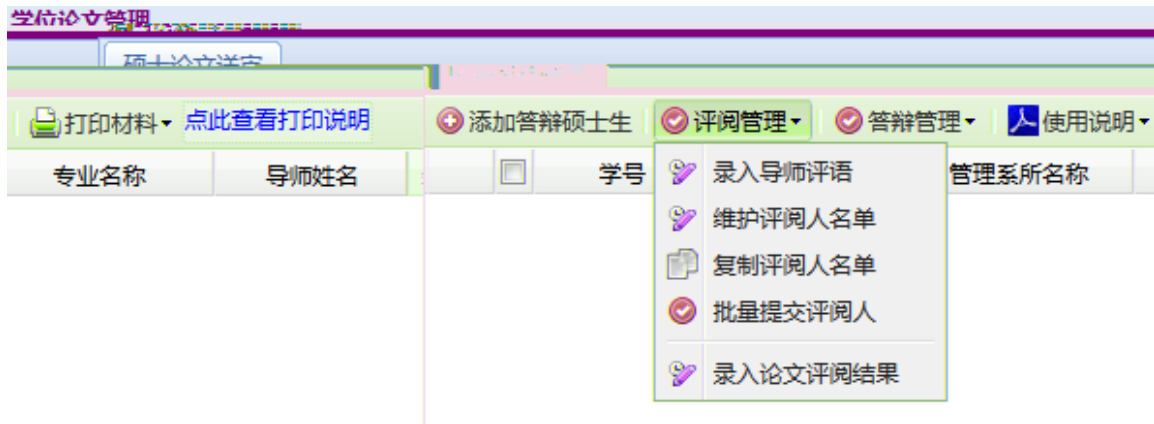 学位论文管理
硕士论文送审
打印材料 点此查看打印说明 添加答辩硕士生 评阅管理 答辩管理 使用说明
专业名称 导师姓名 学号 管理系所名称
录入导师评语
维护评阅人名单
复制评阅人名单
批量提交评阅人
录入论文评阅结果